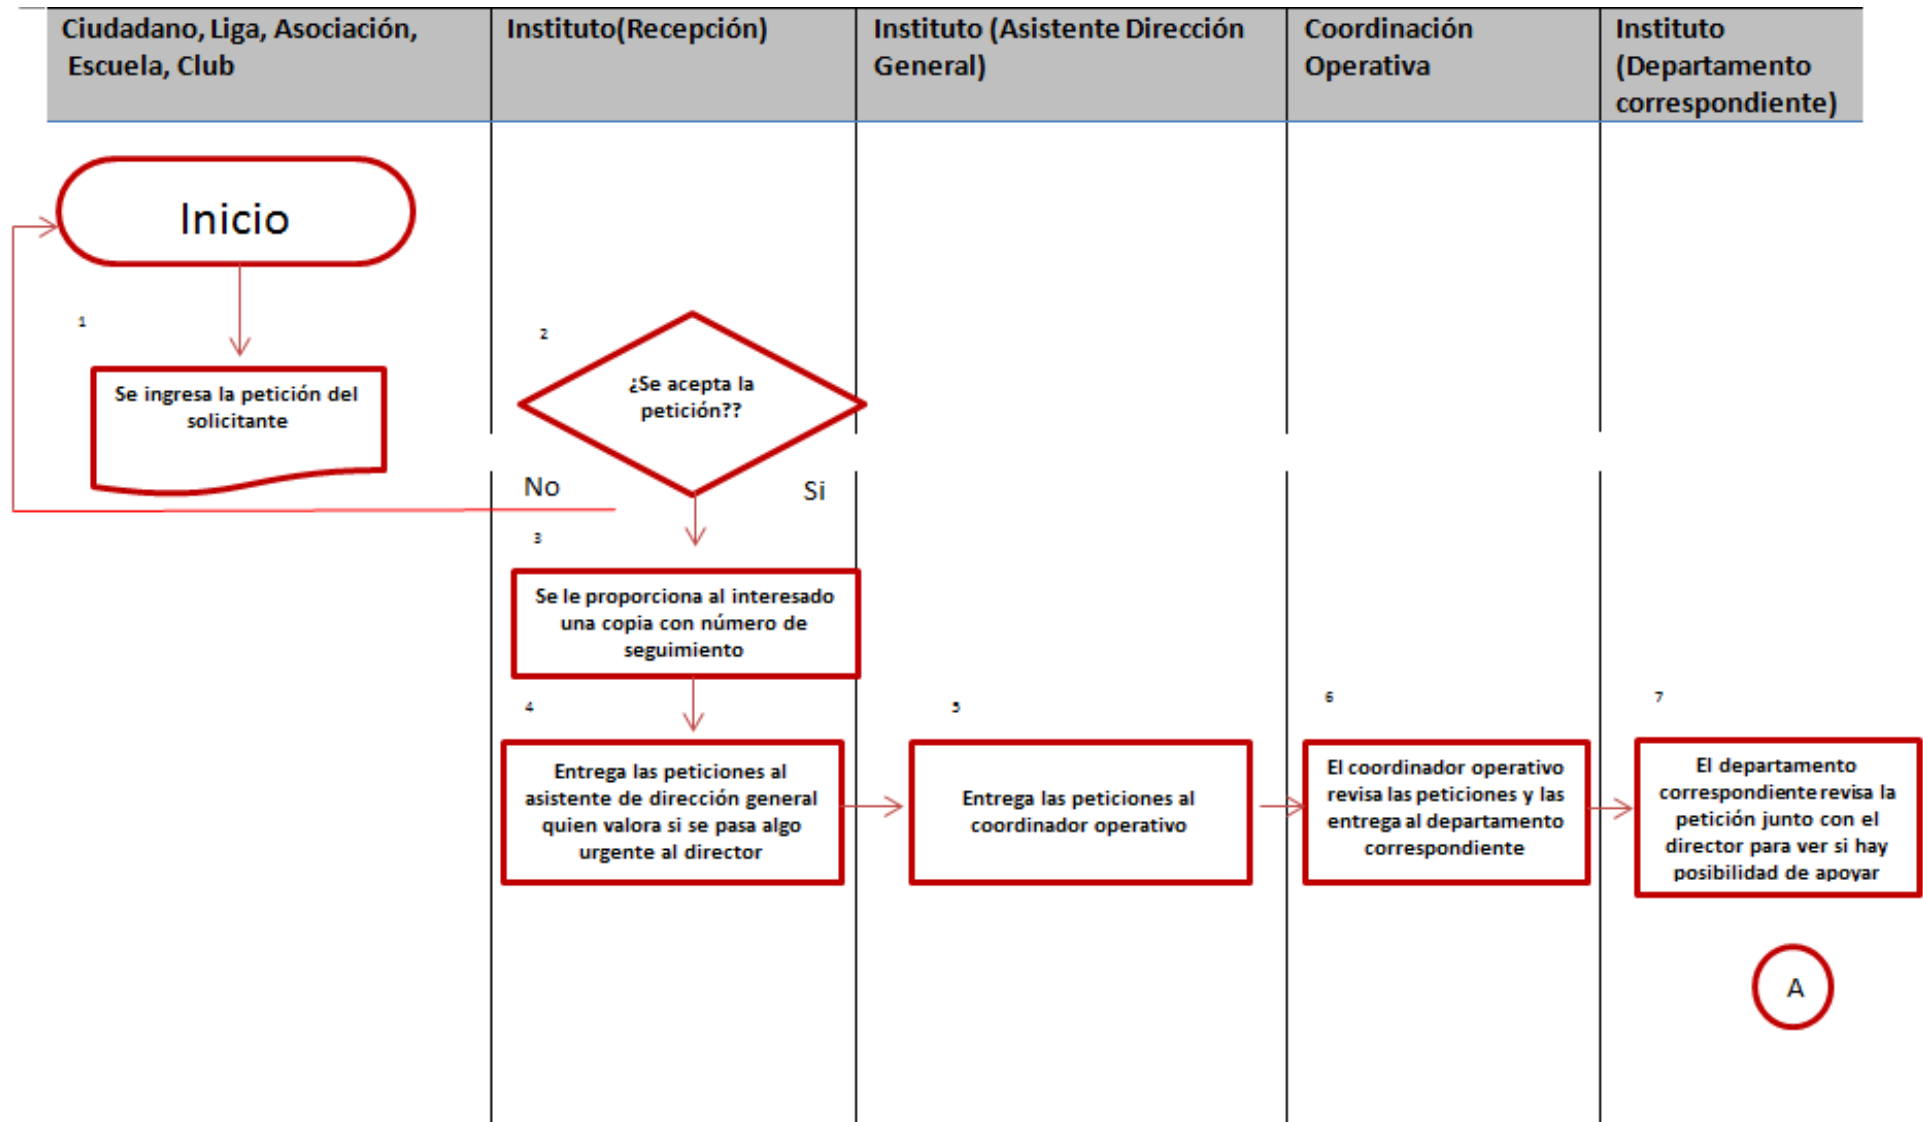 Ciudadano, Liga, Asociación,
Escuela, Club
Instituto(Recepción)
Instituto (Asistente Dirección
General)
Coordinación
Operativa
Instituto
(Departamento
correspondiente)
Inicio
1
Se ingresa la petición del
solicitante
2
¿Se acepta la
petición??
No
Si
3
Se le proporciona al interesado
una copia con número de
seguimiento
4
Entrega las peticiones al
asistente de dirección general
quien valora si se pasa algo
urgente al director
5
Entrega las peticiones al
coordinador operativo
6
El coordinador operativo
revisa las peticiones y las
entrega al departamento
correspondiente
7
El departamento
correspondiente revisa la
petición junto con el
director para ver si hay
posibilidad de apoyar
A